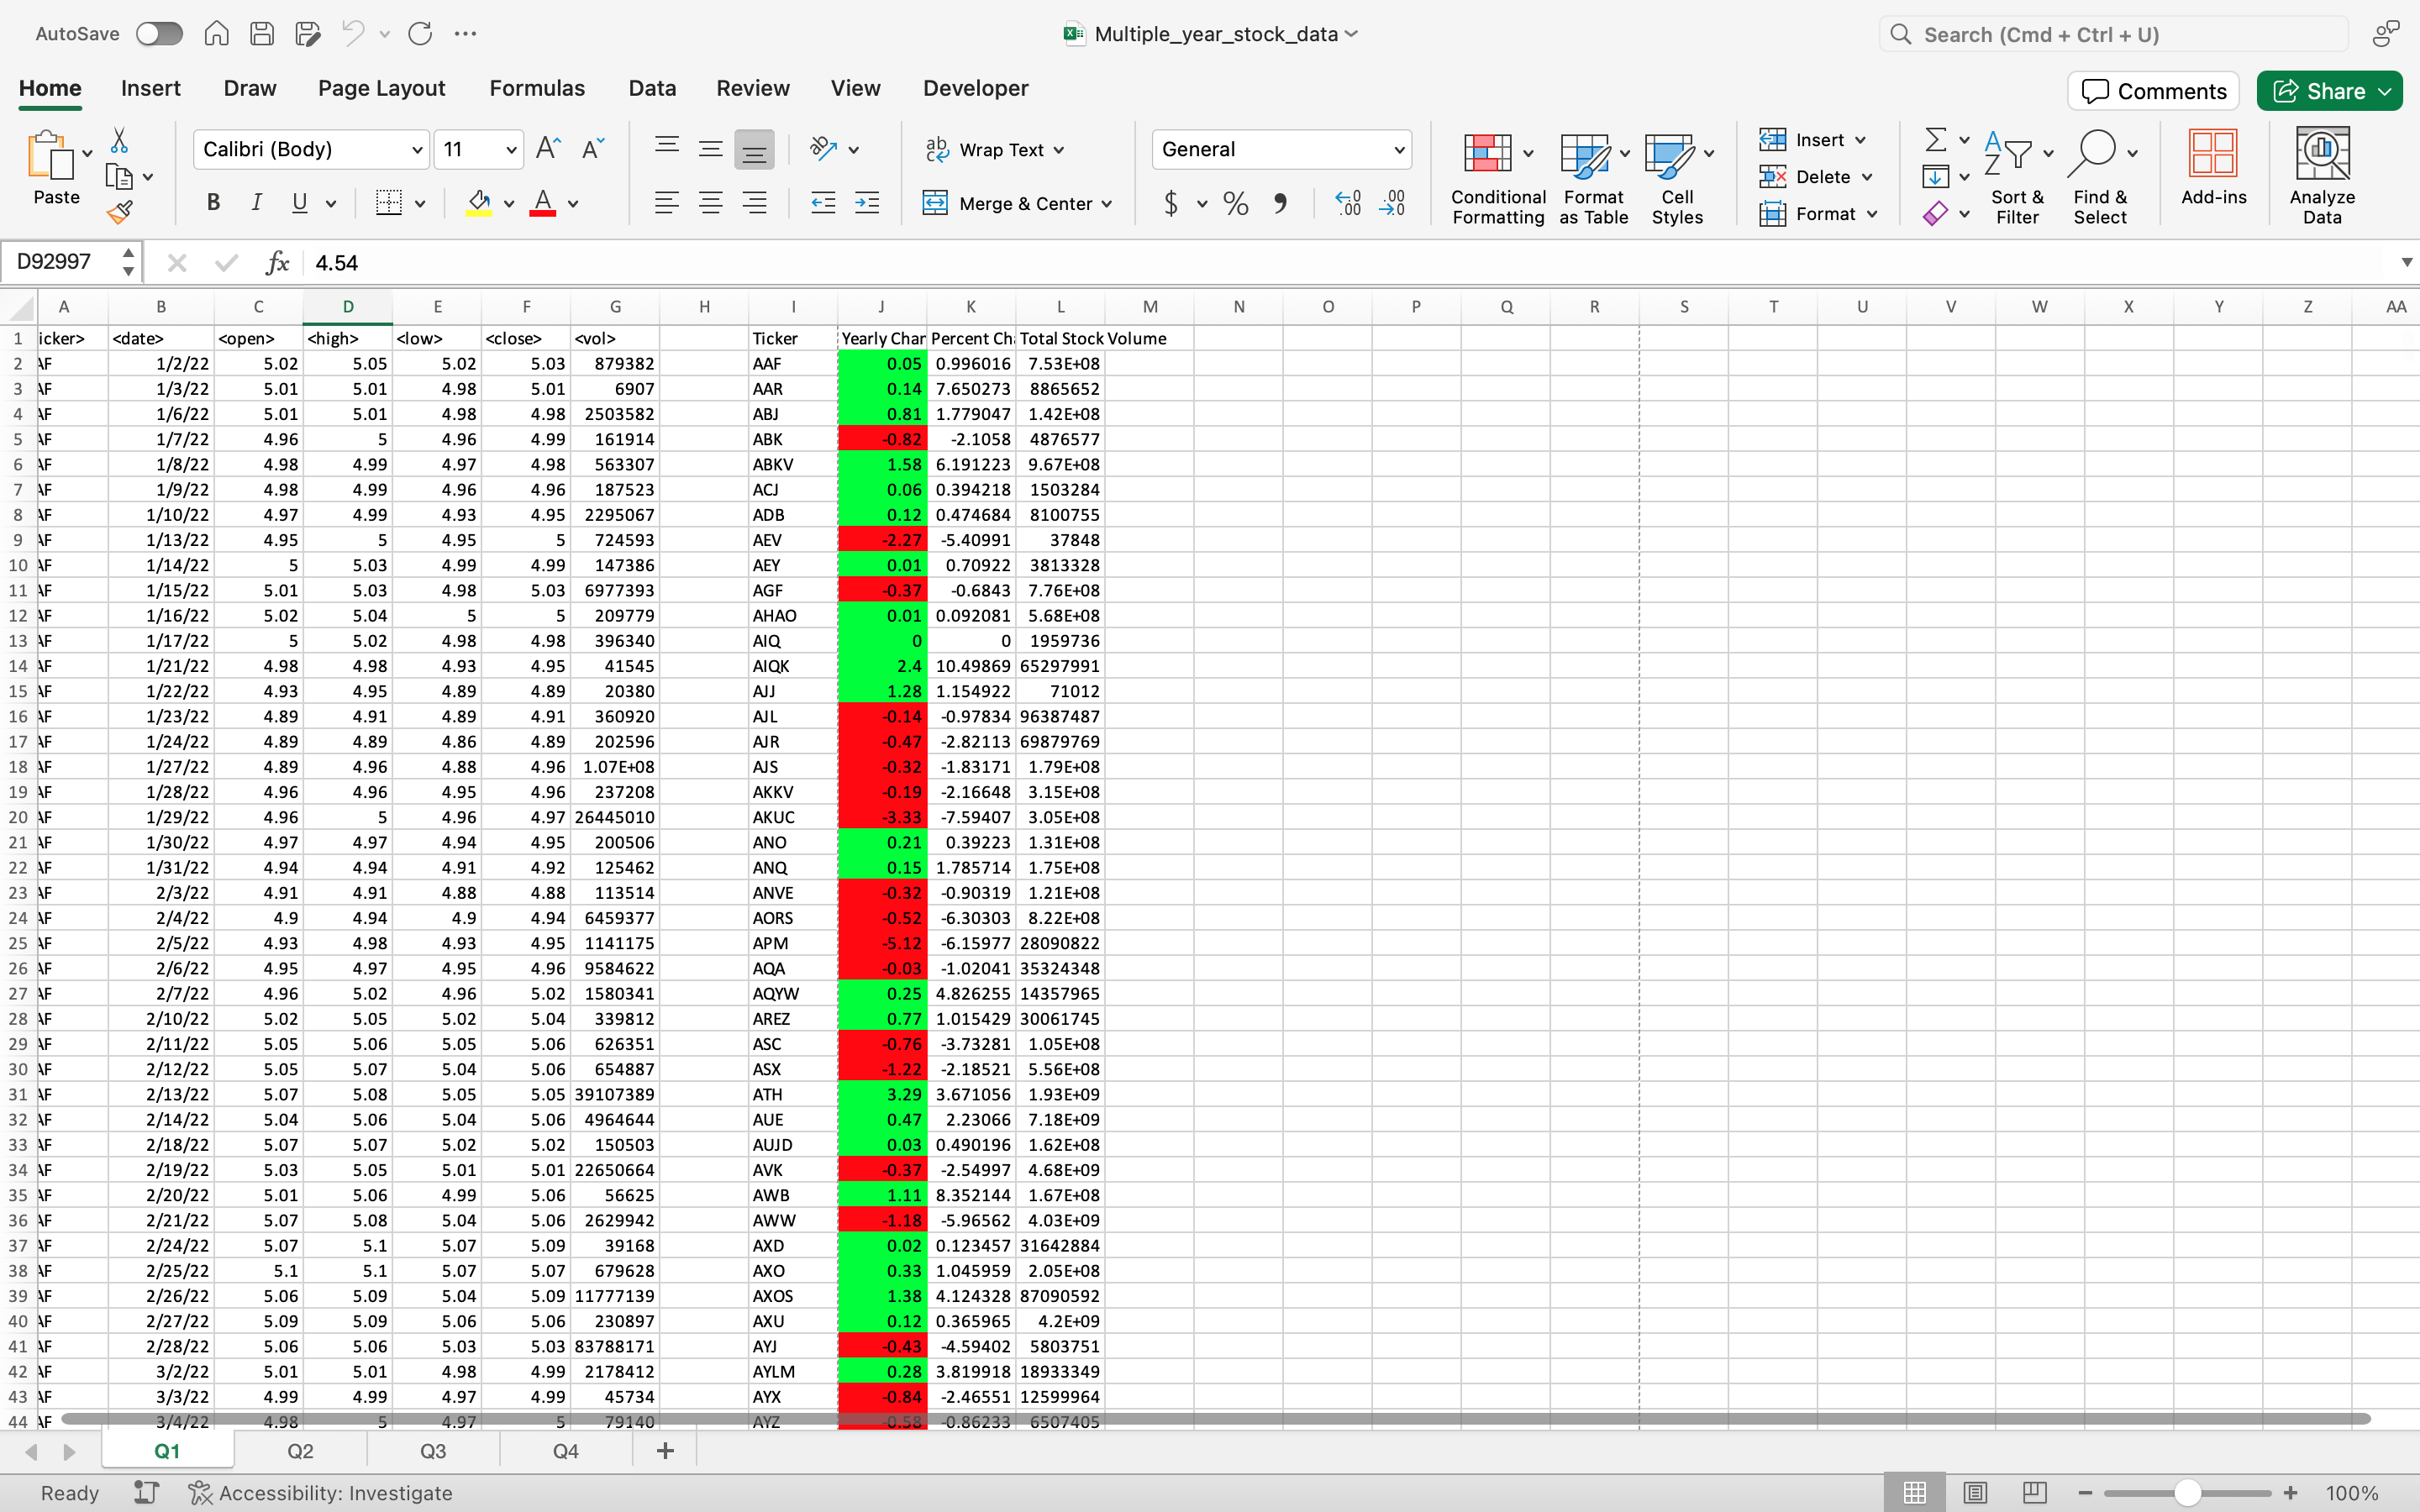 AutoSave Multiple_year_stock_data Search (Cmd + Ctrl + U)
Home Insert Draw Page Layout Formulas Data Review View Developer Comments Share
Paste Calibri (Body) 11 Wrap Text General Insert
B I U Merge & Center $ % Conditional Formatting Format as Table Cell Styles Delete Format Sort & Filter Find & Select Add-ins Analyze Data
D92997 fx 4.54
A B C D E F G H I J K L M N O P Q R S T U V W X Y Z AA
1 icker> <date> <open> <high> <low> <close> <vol> Ticker Yearly Char Percent Ch Total Stock Volume
2 AF 1/2/22 5.02 5.05 5.02 5.03 879382 AAF 0.05 0.996016 7.53E+08
3 AF 1/3/22 5.01 5.01 4.98 5.01 6907 AAR 0.14 7.650273 8865652
4 AF 1/6/22 5.01 5.01 4.98 4.98 2503582 ABJ 0.81 1.779047 1.42E+08
5 AF 1/7/22 4.96 5 4.96 4.99 161914 ABK -0.82 -2.1058 4876577
6 AF 1/8/22 4.98 4.99 4.97 4.98 563307 ABKV 1.58 6.191223 9.67E+08
7 AF 1/9/22 4.98 4.99 4.96 4.96 187523 ACJ 0.06 0.394218 1503284
8 AF 1/10/22 4.97 4.99 4.93 4.95 2295067 ADB 0.12 0.474684 8100755
9 AF 1/13/22 4.95 5 4.95 5 724593 AEV -2.27 -5.40991 37848
10 AF 1/14/22 5 5.03 4.99 4.99 147386 AEY 0.01 0.70922 3813328
11 AF 1/15/22 5.01 5.03 4.98 5.03 6977393 AGF -0.37 -0.6843 7.76E+08
12 AF 1/16/22 5.02 5.04 5 5 209779 AHAO 0.01 0.092081 5.68E+08
13 AF 1/17/22 5 5.02 4.98 4.98 396340 AIQ 0 0 1959736
14 AF 1/21/22 4.98 4.98 4.93 4.95 41545 AIQK 2.4 10.49869 65297991
15 AF 1/22/22 4.93 4.95 4.89 4.89 20380 AJJ 1.28 1.154922 71012
16 AF 1/23/22 4.89 4.91 4.89 4.91 360920 AJL -0.14 -0.97834 96387487
17 AF 1/24/22 4.89 4.89 4.86 4.89 202596 AJR -0.47 -2.82113 69879769
18 AF 1/27/22 4.89 4.96 4.88 4.96 1.07E+08 AJS -0.32 -1.83171 1.79E+08
19 AF 1/28/22 4.96 4.96 4.95 4.96 237208 AKKV -0.19 -2.16648 3.15E+08
20 AF 1/29/22 4.96 5 4.96 4.97 26445010 AKUC -3.33 -7.59407 3.05E+08
21 AF 1/30/22 4.97 4.97 4.94 4.95 200506 ANO 0.21 0.39223 1.31E+08
22 AF 1/31/22 4.94 4.94 4.91 4.92 125462 ANQ 0.15 1.785714 1.75E+08
23 AF 2/3/22 4.91 4.91 4.88 4.88 113514 ANVE -0.32 -0.90319 1.21E+08
24 AF 2/4/22 4.9 4.94 4.9 4.94 6459377 AORS -0.52 -6.30303 8.22E+08
25 AF 2/5/22 4.93 4.98 4.93 4.95 1141175 APM -5.12 -6.15977 28090822
26 AF 2/6/22 4.95 4.97 4.95 4.96 9584622 AQA -0.03 -1.02041 35324348
27 AF 2/7/22 4.96 5.02 4.96 5.02 1580341 AQYW 0.25 4.826255 14357965
28 AF 2/10/22 5.02 5.05 5.02 5.04 339812 AREZ 0.77 1.015429 30061745
29 AF 2/11/22 5.05 5.06 5.05 5.06 626351 ASC -0.76 -3.73281 1.05E+08
30 AF 2/12/22 5.05 5.07 5.04 5.06 654887 ASX -1.22 -2.18521 5.56E+08
31 AF 2/13/22 5.07 5.08 5.05 5.05 39107389 ATH 3.29 3.671056 1.93E+09
32 AF 2/14/22 5.04 5.06 5.04 5.06 4964644 AUE 0.47 2.23066 7.18E+09
33 AF 2/18/22 5.07 5.07 5.02 5.02 150503 AUJD 0.03 0.490196 1.62E+08
34 AF 2/19/22 5.03 5.05 5.01 5.01 22650664 AVK -0.37 -2.54997 4.68E+09
35 AF 2/20/22 5.01 5.06 4.99 5.06 56625 AWB 1.11 8.352144 1.67E+08
36 AF 2/21/22 5.07 5.08 5.04 5.06 2629942 AWW -1.18 -5.96562 4.03E+09
37 AF 2/24/22 5.07 5.1 5.07 5.09 39168 AXD 0.02 0.123457 31642884
38 AF 2/25/22 5.1 5.1 5.07 5.07 679628 AXO 0.33 1.045959 2.05E+08
39 AF 2/26/22 5.06 5.09 5.04 5.09 11777139 AXOS 1.38 4.124328 87090592
40 AF 2/27/22 5.09 5.09 5.06 5.06 230897 AXU 0.12 0.365965 4.2E+09
41 AF 2/28/22 5.06 5.06 5.03 5.03 83788171 AYJ -0.43 -4.59402 5803751
42 AF 3/2/22 5.01 5.01 4.98 4.99 2178412 AYLM 0.28 3.819918 18933349
43 AF 3/3/22 4.99 4.99 4.97 4.99 45734 AYX -0.84 -2.46551 12599964
44 AF 3/4/22 4.98 5 4.97 5 79140 AYZ -0.58 -0.86233 6507405
Q1 Q2 Q3 Q4 +
Ready Accessibility: Investigate 100%